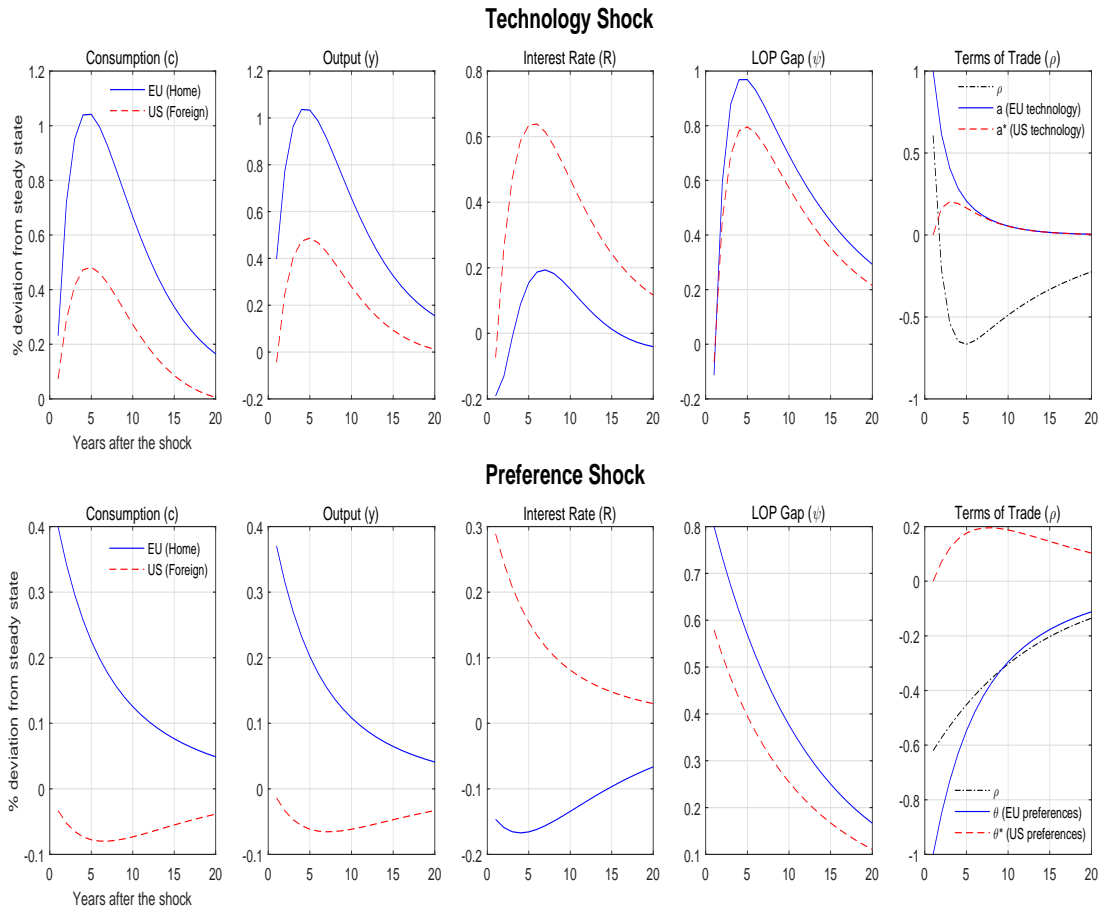 Technology Shock
Consumption (c)
EU (Home)
US (Foreign)
% deviation from steady state
1.2
1
0.8
0.6
0.4
0.2
0
0 5 10 15 20
Years after the shock
Output (y)
1.2
1
0.8
0.6
0.4
0.2
0
-0.2
0 5 10 15 20
Interest Rate (R)
0.8
0.6
0.4
0.2
0
-0.2
0 5 10 15 20
LOP Gap (ψ)
1
0.8
0.6
0.4
0.2
0
-0.2
0 5 10 15 20
Terms of Trade (ρ)
ρ
a (EU technology)
a* (US technology)
1
0.5
0
-0.5
-1
0 5 10 15 20
Preference Shock
Consumption (c)
EU (Home)
US (Foreign)
% deviation from steady state
0.4
0.3
0.2
0.1
0
-0.1
0 5 10 15 20
Years after the shock
Output (y)
0.4
0.3
0.2
0.1
0
-0.1
0 5 10 15 20
Interest Rate (R)
0.3
0.2
0.1
0
-0.1
-0.2
0 5 10 15 20
LOP Gap (ψ)
0.8
0.7
0.6
0.5
0.4
0.3
0.2
0.1
0 5 10 15 20
Terms of Trade (ρ)
0.2
0
-0.2
-0.4
-0.6
-0.8
-1
ρ
θ (EU preferences)
θ* (US preferences)
0 5 10 15 20